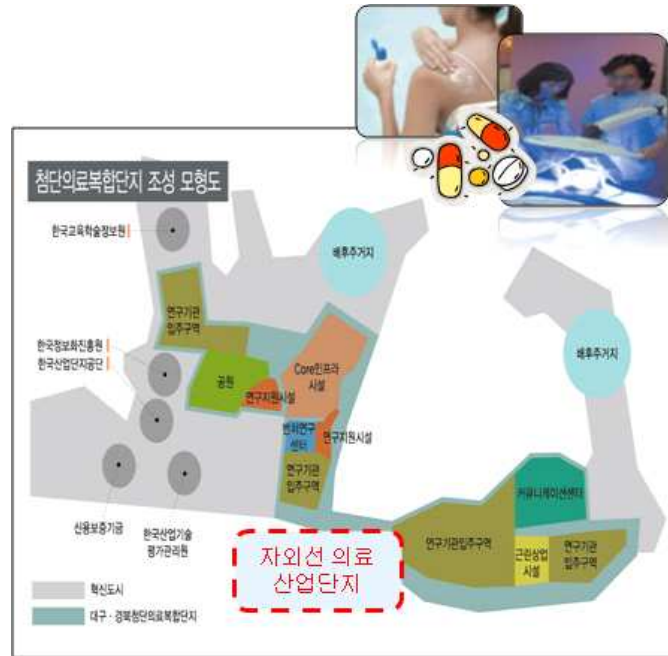 첨단의료복합단지 조성 모형도
한국교육학술정보원
배후주거지
연구기관
입주구역
한국정보화진흥원
한국산업단지공단
배후주거지
Core인프라
시설
공원
연구지원시설
벤처연구
센터
연구지원시설
연구기관
입주구역
커뮤니케이션센터
신용보증기금
한국산업기술
평가관리원
연구기관입주구역
근린상업
시설
연구기관
입주구역
자외선 의료
산업단지
혁신도시
대구·경북첨단의료복합단지